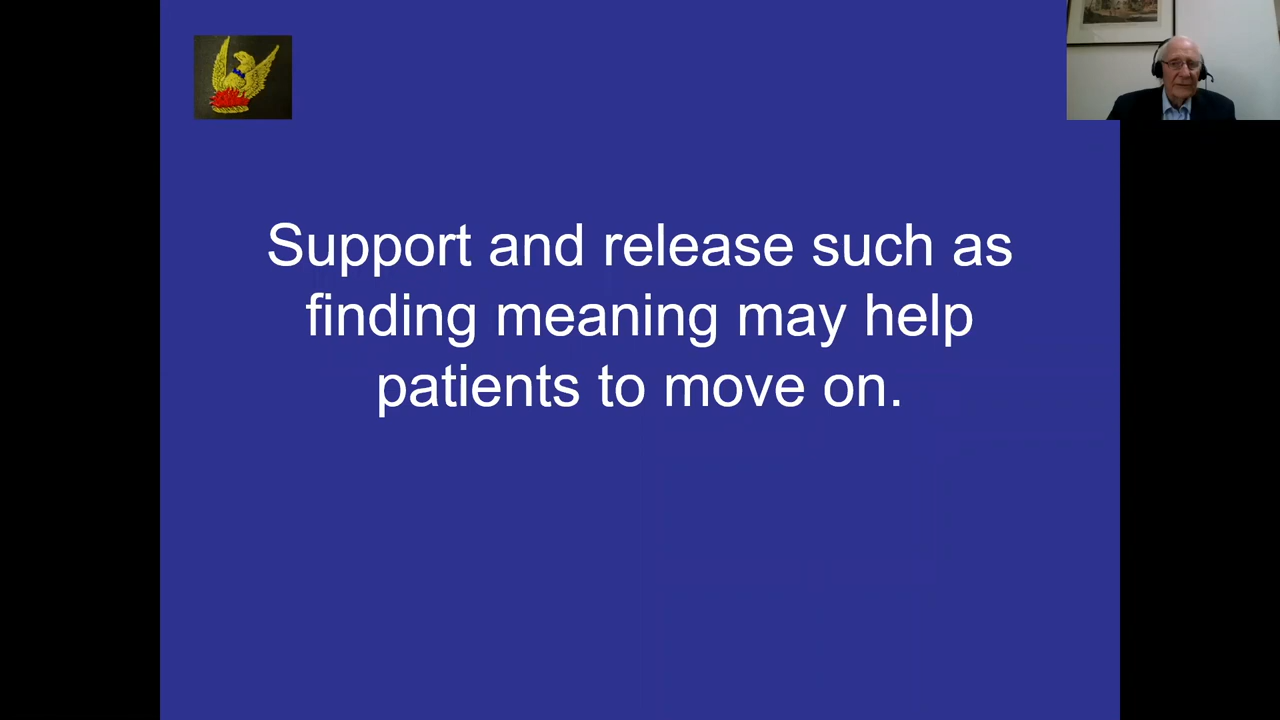 Support and release such as
finding meaning may help
patients to move on.